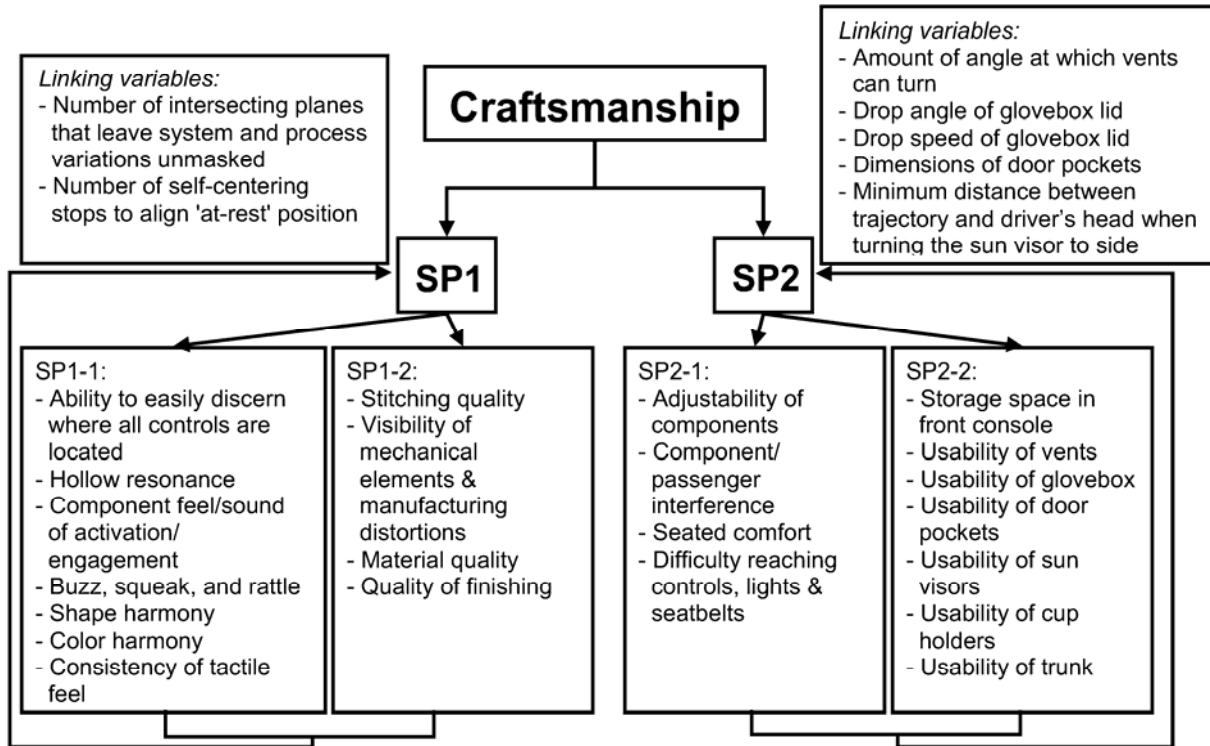 Linking variables:
- Number of intersecting planes
that leave system and process
variations unmasked
- Number of self-centering
stops to align 'at-rest' position
Craftsmanship
Linking variables:
- Amount of angle at which vents
can turn
- Drop angle of glovebox lid
- Drop speed of glovebox lid
- Dimensions of door pockets
- Minimum distance between
trajectory and driver's head when
turning the sun visor to side
SP1
SP2
SP1-1:
- Ability to easily discern
where all controls are
located
- Hollow resonance
- Component feel/sound
of activation/
engagement
- Buzz, squeak, and rattle
- Shape harmony
- Color harmony
- Consistency of tactile
feel
SP1-2:
- Stitching quality
- Visibility of
mechanical
elements &
manufacturing
distortions
- Material quality
- Quality of finishing
SP2-1:
- Adjustability of
components
- Component/
passenger
interference
- Seated comfort
- Difficulty reaching
controls, lights &
seatbelts
SP2-2:
- Storage space in
front console
- Usability of vents
- Usability of glovebox
- Usability of door
pockets
- Usability of sun
visors
- Usability of cup
holders
- Usability of trunk